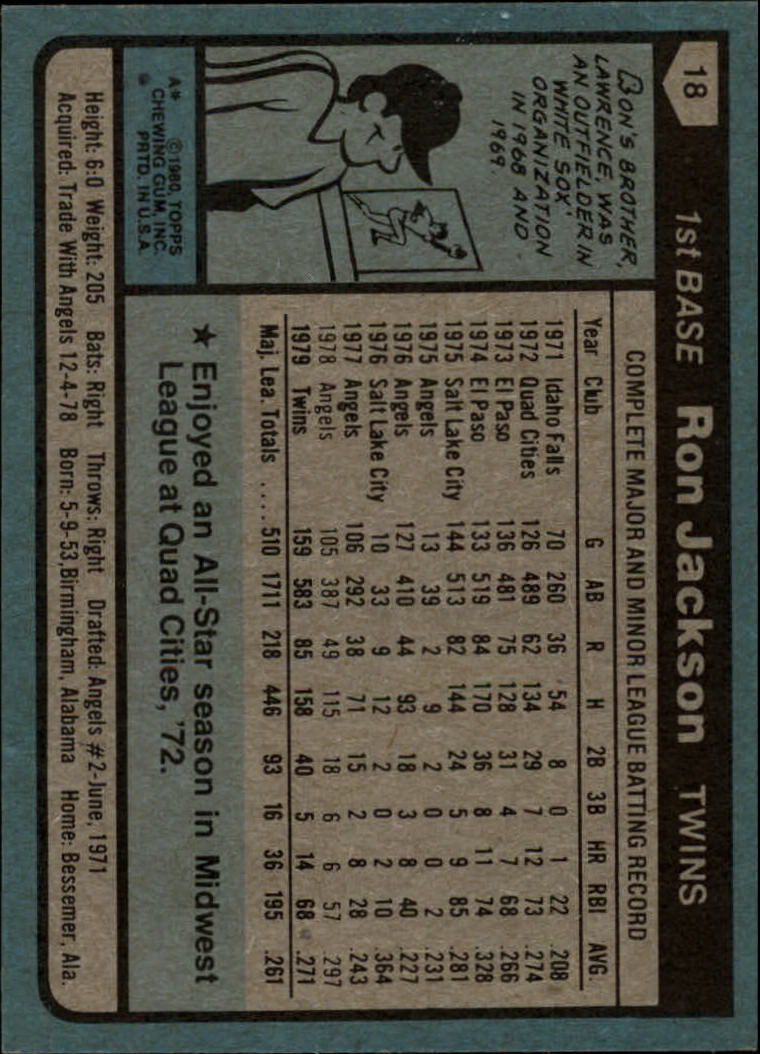 18
1st BASE Ron Jackson TWINS
RON'S BROTHER,
LAWRENCE, WAS
AN OUTFIELDER IN
WHITE SOX'
ORGANIZATION
IN 1968 AND
1969.
A* ©1980, TOPPS
CHEWING GUM, INC.
PRTD. IN U.S.A.
COMPLETE MAJOR AND MINOR LEAGUE BATTING RECORD
Year Club G AB R H 2B 3B HR RBI AVG.
1971 Idaho Falls 70 260 36 54 8 0 1 22 .208
1972 Quad Cities 126 489 62 134 29 7 12 73 .274
1973 El Paso 136 481 75 128 31 4 7 68 .266
1974 El Paso 133 519 84 170 36 8 11 74 .328
1975 Salt Lake City 144 513 82 144 24 5 9 85 .281
1975 Angels 13 39 2 9 2 0 0 2 .231
1976 Angels 127 410 44 93 18 3 8 40 .227
1976 Salt Lake City 10 33 9 12 2 0 2 10 .364
1977 Angels 106 292 38 71 15 2 8 28 .243
1978 Angels 105 387 49 115 18 6 6 57 .297
1979 Twins 159 583 85 158 40 5 14 68 .271
Maj. Lea. Totals .... 510 1711 218 446 93 16 36 195 .261
★ Enjoyed an All-Star season in Midwest
League at Quad Cities, '72.
Height: 6:0 Weight: 205 Bats: Right Throws: Right Drafted: Angels #2-June, 1971
Acquired: Trade With Angels 12-4-78 Born: 5-9-53, Birmingham, Alabama Home: Bessemer, Ala.